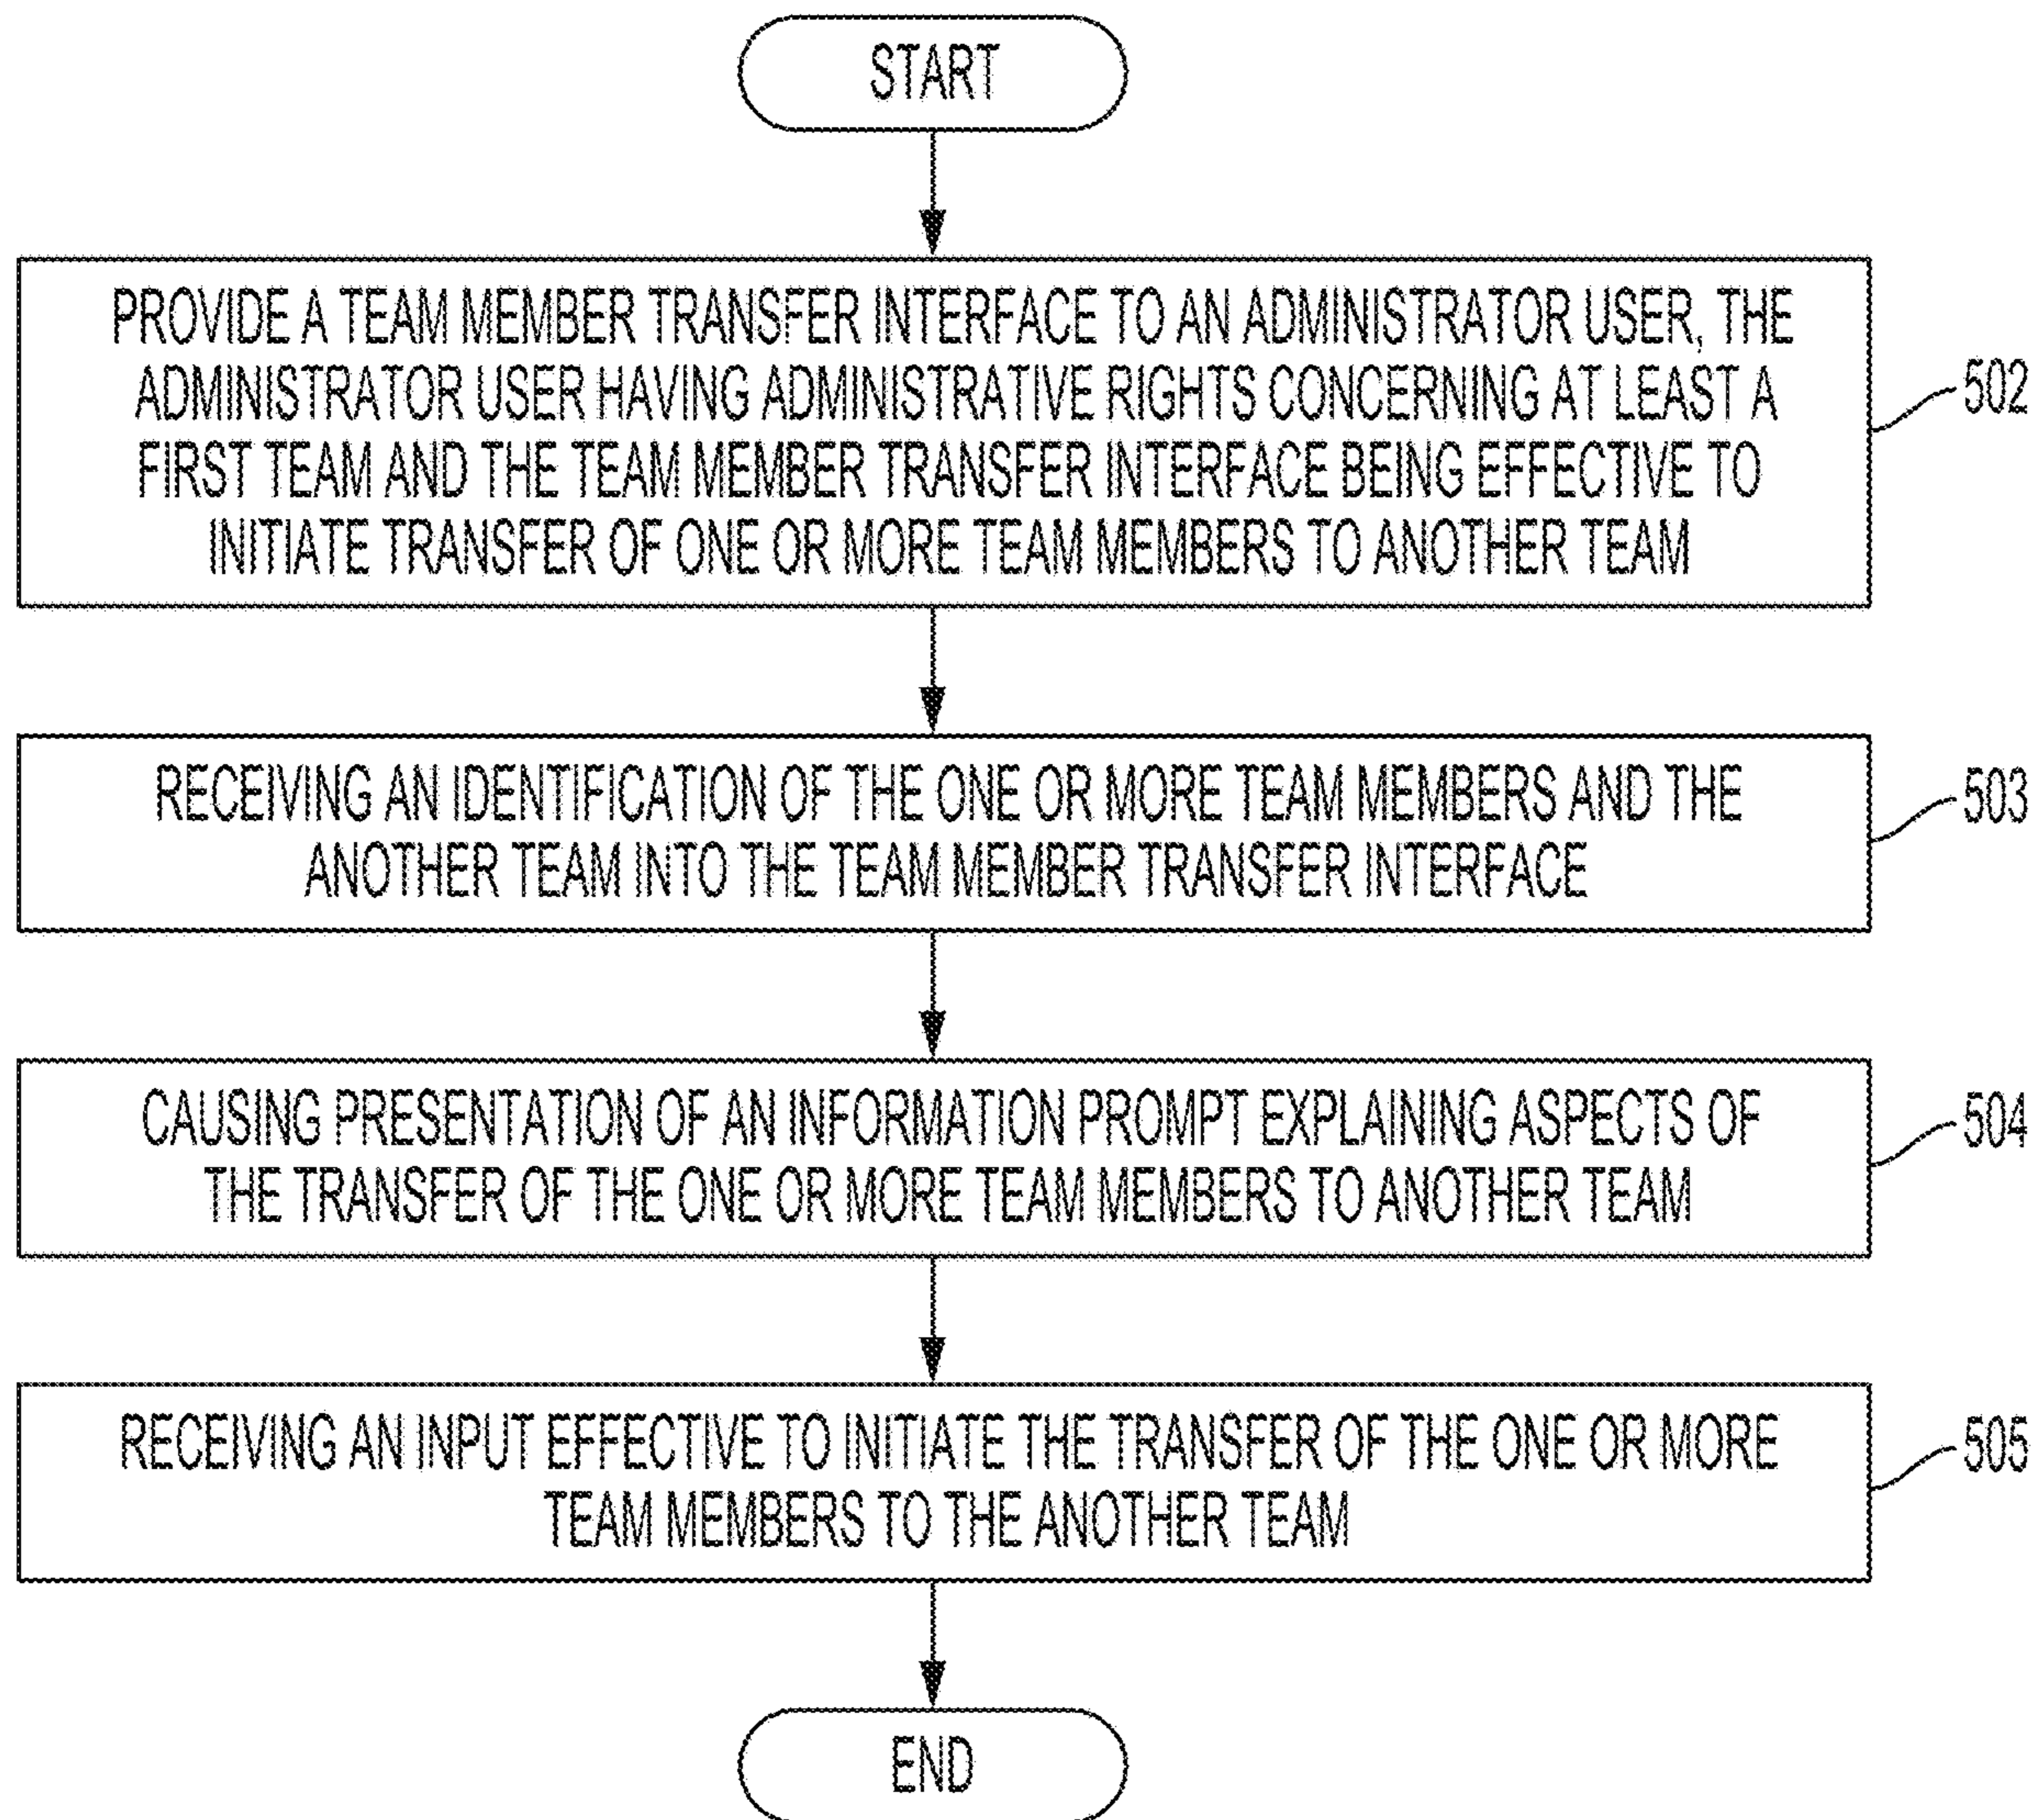 START
PROVIDE A TEAM MEMBER TRANSFER INTERFACE TO AN ADMINISTRATOR USER, THE
ADMINISTRATOR USER HAVING ADMINISTRATIVE RIGHTS CONCERNING AT LEAST A
FIRST TEAM AND THE TEAM MEMBER TRANSFER INTERFACE BEING EFFECTIVE TO
INITIATE TRANSFER OF ONE OR MORE TEAM MEMBERS TO ANOTHER TEAM
502
RECEIVING AN IDENTIFICATION OF THE ONE OR MORE TEAM MEMBERS AND THE
ANOTHER TEAM INTO THE TEAM MEMBER TRANSFER INTERFACE
503
CAUSING PRESENTATION OF AN INFORMATION PROMPT EXPLAINING ASPECTS OF
THE TRANSFER OF THE ONE OR MORE TEAM MEMBERS TO ANOTHER TEAM
504
RECEIVING AN INPUT EFFECTIVE TO INITIATE THE TRANSFER OF THE ONE OR MORE
TEAM MEMBERS TO THE ANOTHER TEAM
505
END